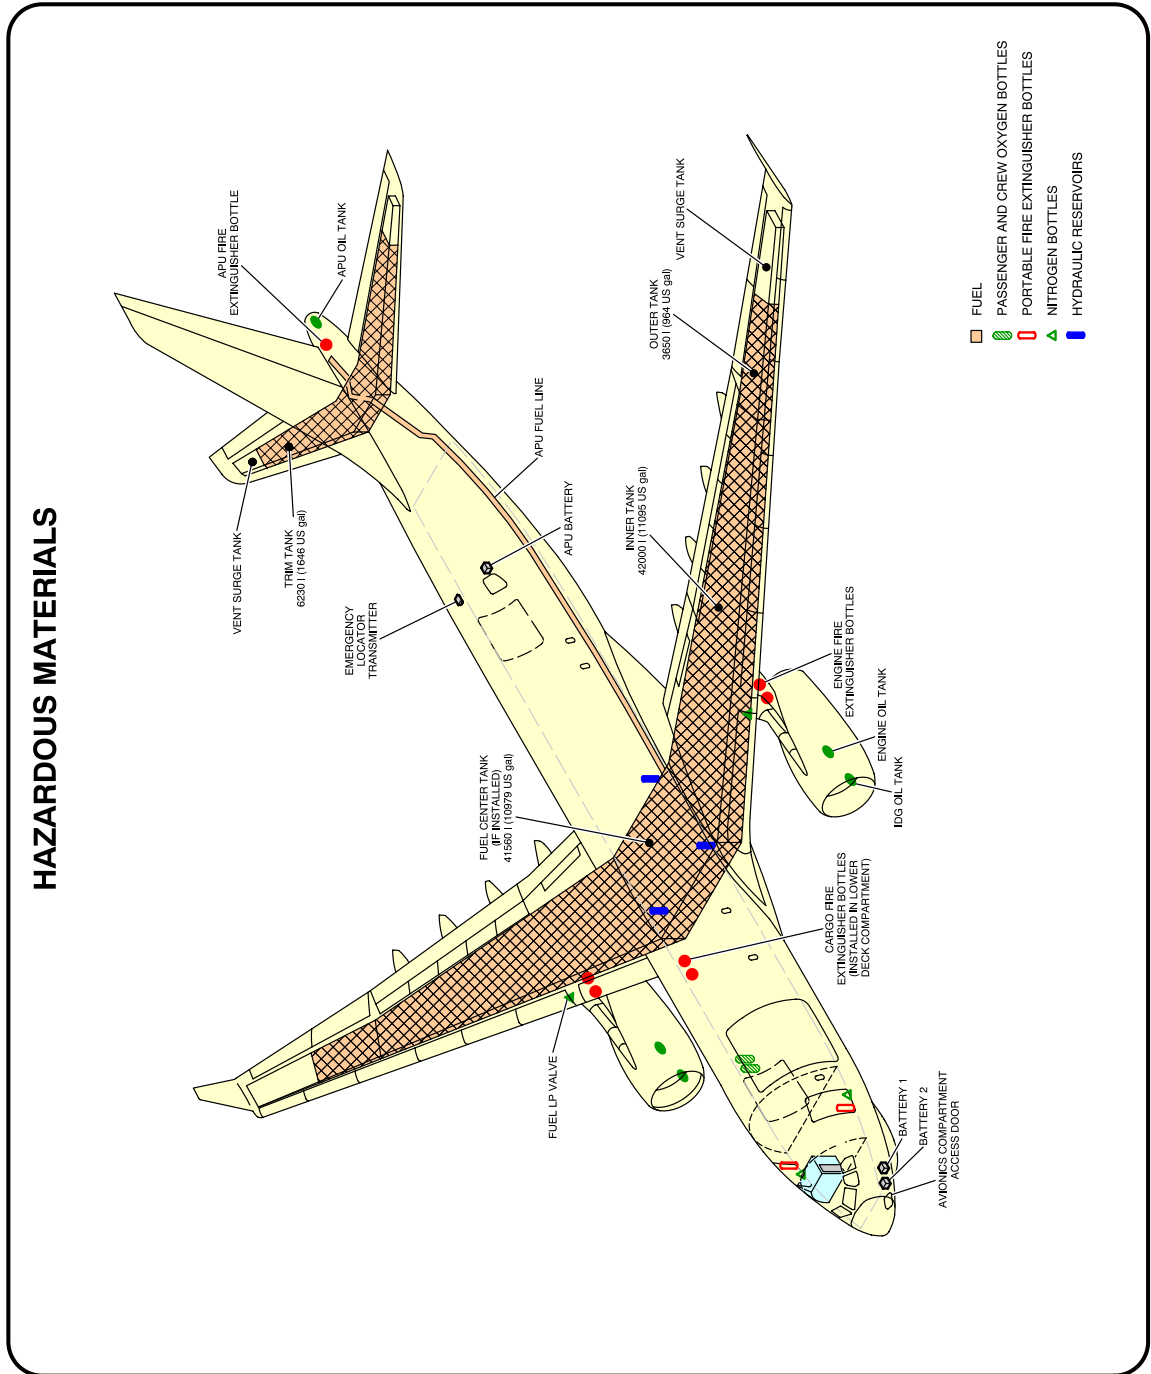 HAZARDOUS MATERIALS
APU FIRE
EXTINGUISHER BOTTLE
APU OIL TANK
VENT SURGE TANK
TRIM TANK
6230 l (1646 US gal)
EMERGENCY
LOCATOR
TRANSMITTER
APU FUEL LINE
APU BATTERY
VENT SURGE TANK
OUTER TANK
3650 l (964 US gal)
INNER TANK
42000 l (11095 US gal)
FUEL CENTER TANK
(IF INSTALLED)
41560 l (10979 US gal)
ENGINE FIRE
EXTINGUISHER BOTTLES
ENGINE OIL TANK
IDG OIL TANK
CARGO FIRE
EXTINGUISHER BOTTLES
(INSTALLED IN LOWER
DECK COMPARTMENT)
FUEL LP VALVE
BATTERY 1
BATTERY 2
AVIONICS COMPARTMENT
ACCESS DOOR
FUEL
PASSENGER AND CREW OXYGEN BOTTLES
PORTABLE FIRE EXTINGUISHER BOTTLES
NITROGEN BOTTLES
HYDRAULIC RESERVOIRS